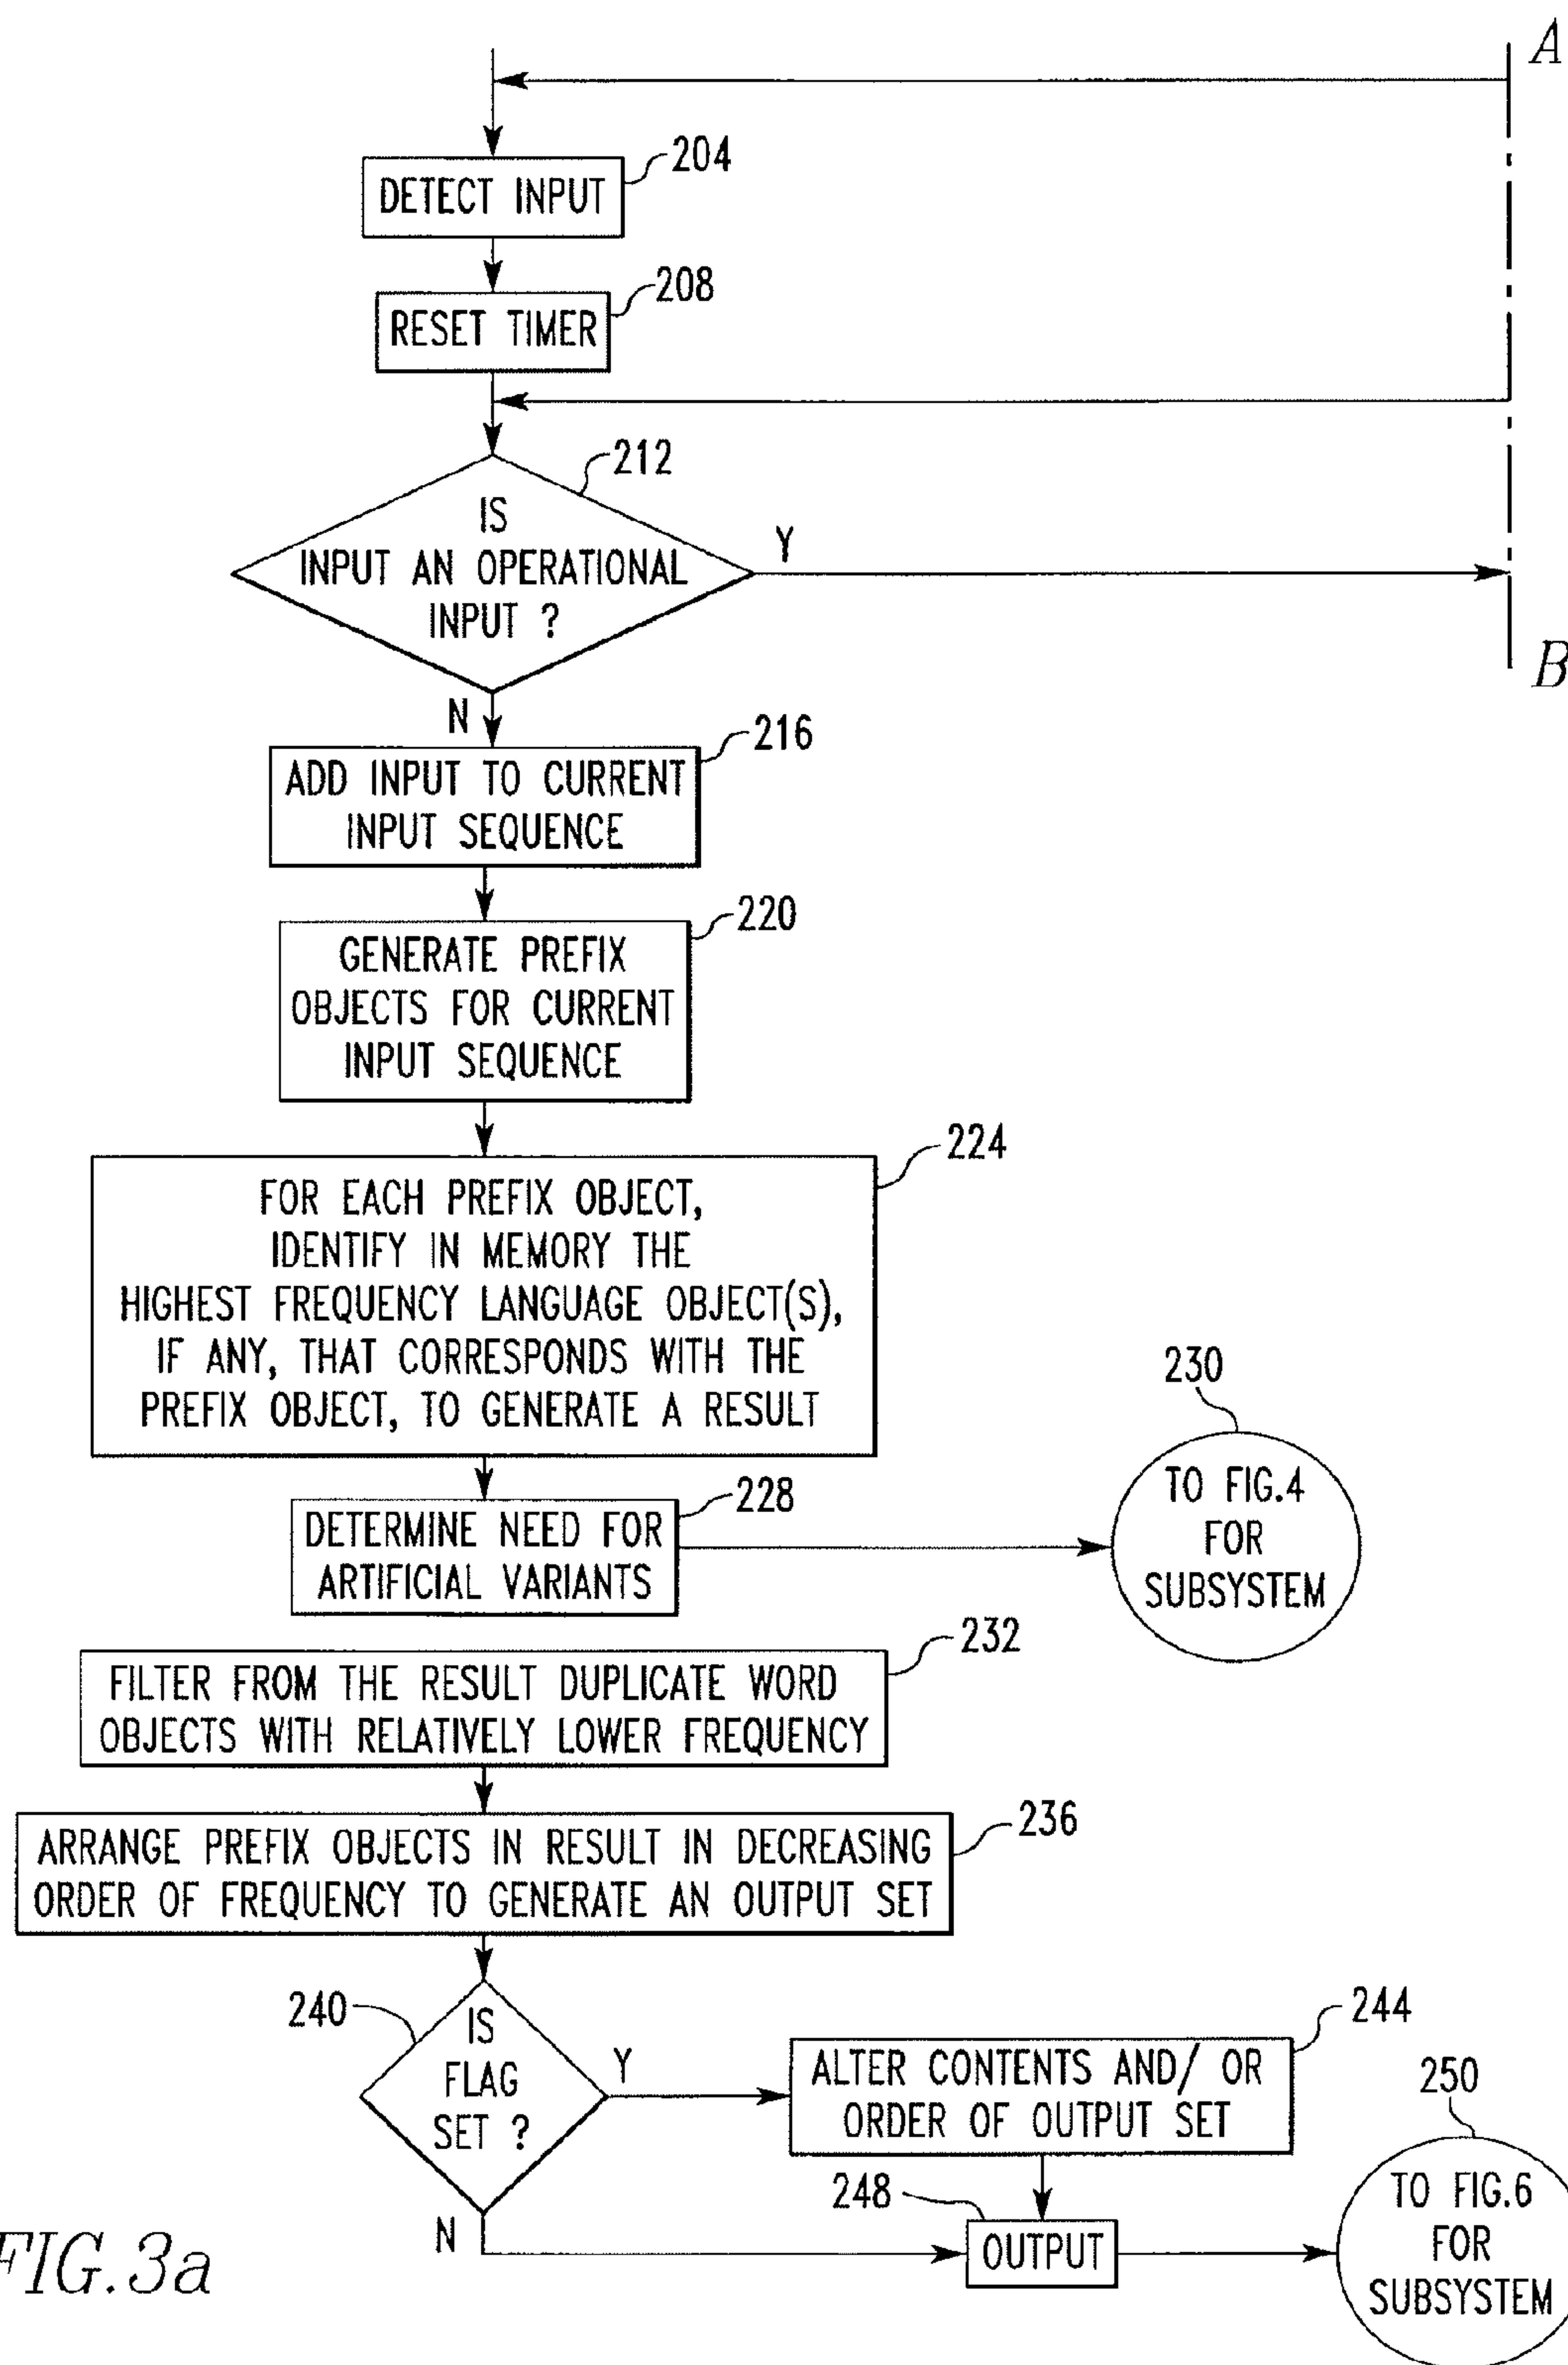 A
204
DETECT INPUT
208
RESET TIMER
212
IS
INPUT AN OPERATIONAL
INPUT ?
Y
B
N
216
ADD INPUT TO CURRENT
INPUT SEQUENCE
220
GENERATE PREFIX
OBJECTS FOR CURRENT
INPUT SEQUENCE
224
FOR EACH PREFIX OBJECT,
IDENTIFY IN MEMORY THE
HIGHEST FREQUENCY LANGUAGE OBJECT(S),
IF ANY, THAT CORRESPONDS WITH THE
PREFIX OBJECT, TO GENERATE A RESULT
230
TO FIG.4
FOR
SUBSYSTEM
228
DETERMINE NEED FOR
ARTIFICIAL VARIANTS
232
FILTER FROM THE RESULT DUPLICATE WORD
OBJECTS WITH RELATIVELY LOWER FREQUENCY
236
ARRANGE PREFIX OBJECTS IN RESULT IN DECREASING
ORDER OF FREQUENCY TO GENERATE AN OUTPUT SET
240
IS
FLAG
SET ?
Y
244
ALTER CONTENTS AND/ OR
ORDER OF OUTPUT SET
250
TO FIG.6
FOR
SUBSYSTEM
248
OUTPUT
N
FIG.3a